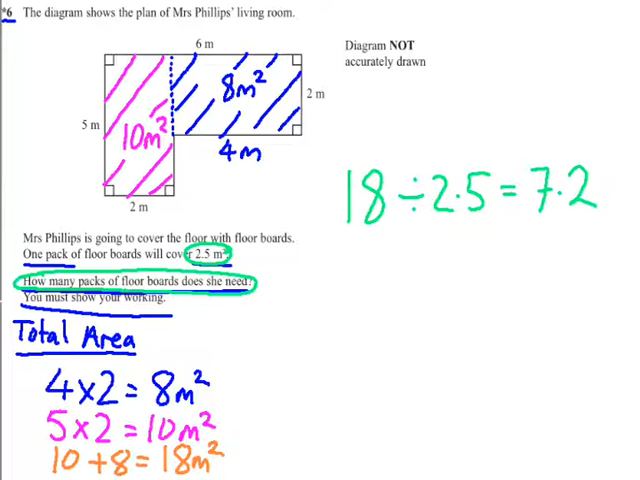 *6 The diagram shows the plan of Mrs Phillips' living room.
6 m
Diagram NOT
accurately drawn
8m²
2 m
5 m
10m²
4m
2 m
18 ÷ 2.5 = 7.2
Mrs Phillips is going to cover the floor with floor boards.
One pack of floor boards will cover 2.5 m².
How many packs of floor boards does she need?
You must show your working.
Total Area
4 x 2 = 8m²
5 x 2 = 10m²
10 + 8 = 18m²